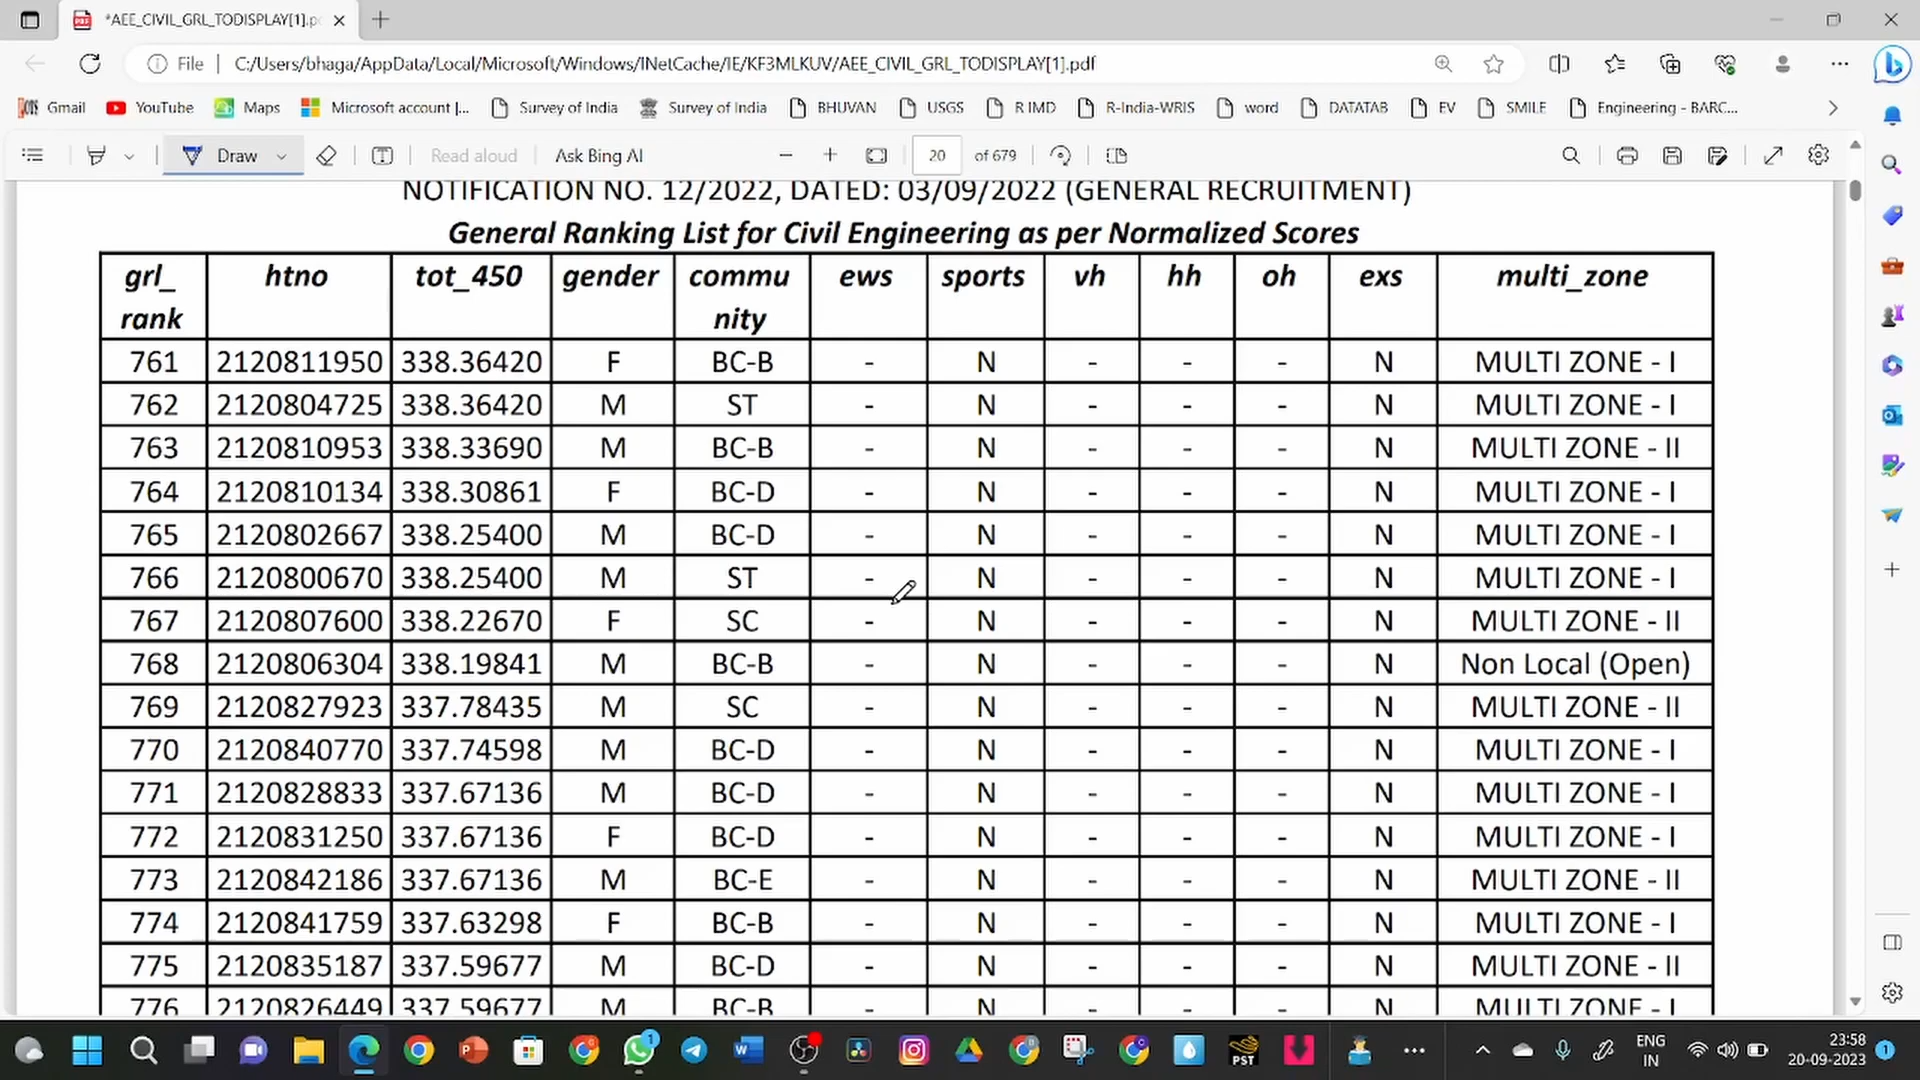 *AEE_CIVIL_GRL_TODISPLAY[1].p
File C:/Users/bhaga/AppData/Local/Microsoft/Windows/INetCache/IE/KF3MLKUV/AEE_CIVIL_GRL_TODISPLAY[1].pdf
Gmail YouTube Maps Microsoft account |... Survey of India Survey of India BHUVAN USGS R IMD R-India-WRIS word DATATAB EV SMILE Engineering - BARC...
Draw Read aloud Ask Bing AI 20 of 679
NOTIFICATION NO. 12/2022, DATED: 03/09/2022 (GENERAL RECRUITMENT)
General Ranking List for Civil Engineering as per Normalized Scores
grl_ rank htno tot_450 gender commu nity ews sports vh hh oh exs multi_zone
761 2120811950 338.36420 F BC-B - N - - - N MULTI ZONE - I
762 2120804725 338.36420 M ST - N - - - N MULTI ZONE - I
763 2120810953 338.33690 M BC-B - N - - - N MULTI ZONE - II
764 2120810134 338.30861 F BC-D - N - - - N MULTI ZONE - I
765 2120802667 338.25400 M BC-D - N - - - N MULTI ZONE - I
766 2120800670 338.25400 M ST - N - - - N MULTI ZONE - I
767 2120807600 338.22670 F SC - N - - - N MULTI ZONE - II
768 2120806304 338.19841 M BC-B - N - - - N Non Local (Open)
769 2120827923 337.78435 M SC - N - - - N MULTI ZONE - II
770 2120840770 337.74598 M BC-D - N - - - N MULTI ZONE - I
771 2120828833 337.67136 M BC-D - N - - - N MULTI ZONE - I
772 2120831250 337.67136 F BC-D - N - - - N MULTI ZONE - I
773 2120842186 337.67136 M BC-E - N - - - N MULTI ZONE - II
774 2120841759 337.63298 F BC-B - N - - - N MULTI ZONE - I
775 2120835187 337.59677 M BC-D - N - - - N MULTI ZONE - II
776 2120826449 337.59677 M BC-B - N - - - N MULTI ZONE - I
1 PST ENG 23:58
IN 20-09-2023 1